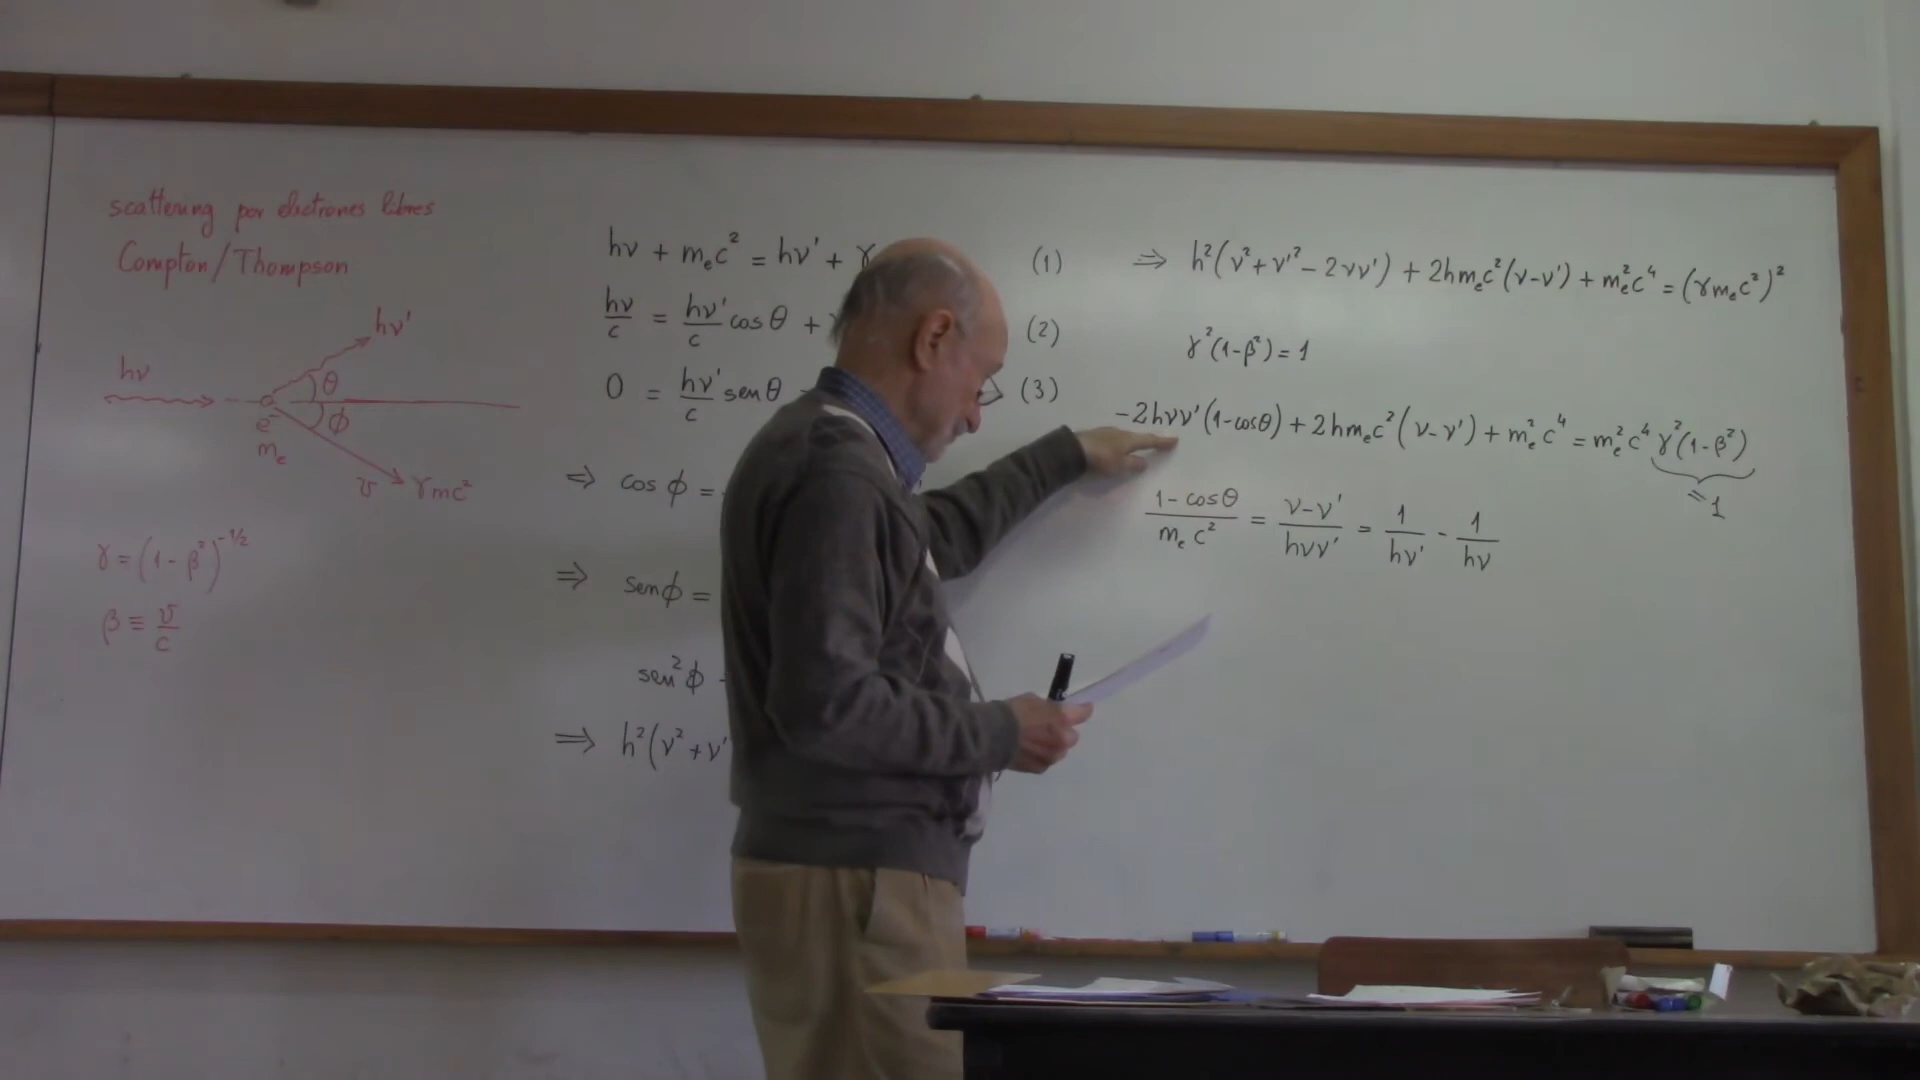 scattering por electrones libres
Compton/Thompson
hν'
hν
θ
ϕ
e⁻
mₑ
v
γmc²
γ = (1 - β²)^(-1/2)
β ≡ v/c
hν + mₑc² = hν' + γ (1)
hν/c = hν'/c cosθ + (2)
0 = hν'/c senθ (3)
⇒ cosϕ =
⇒ senϕ =
sen²ϕ
⇒ h²(ν² + ν'
⇒ h²(ν² + ν'² - 2νν') + 2hmₑc²(ν-ν') + mₑ²c⁴ = (γmₑc²)²
γ²(1-β²) = 1
-2hνν'(1-cosθ) + 2hmₑc²(ν-ν') + mₑ²c⁴ = mₑ²c⁴ γ²(1-β²)
= 1
(1-cosθ)/(mₑc²) = (ν-ν')/(hνν') = 1/(hν') - 1/(hν)